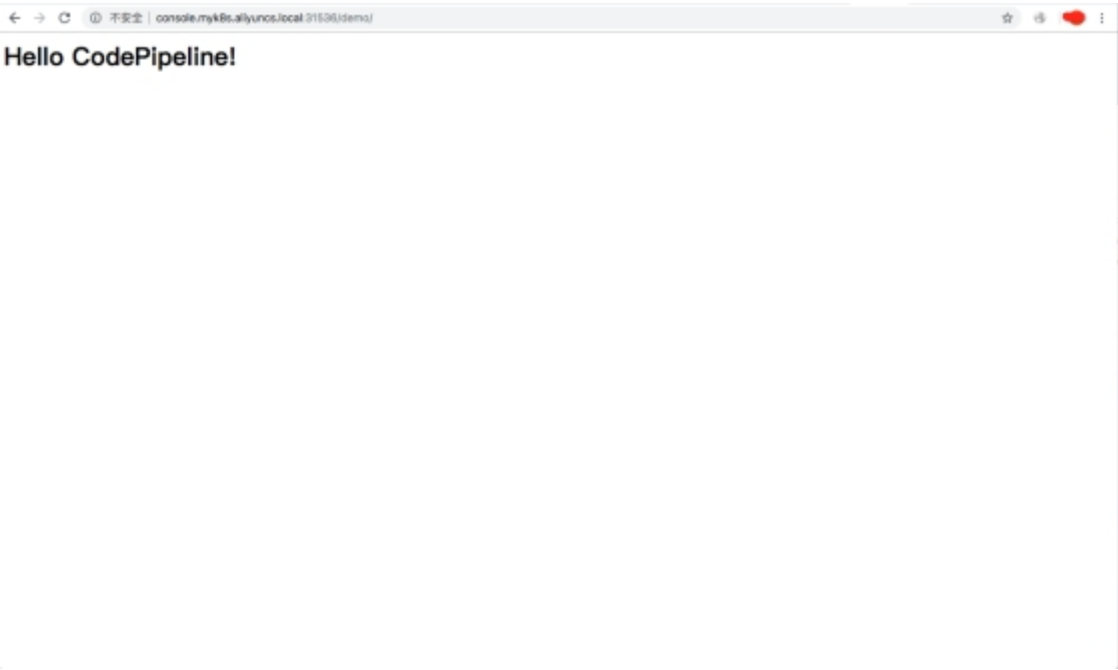 不安全 | console.myk8s.aliyuncs.local:31536/demo/
Hello CodePipeline!